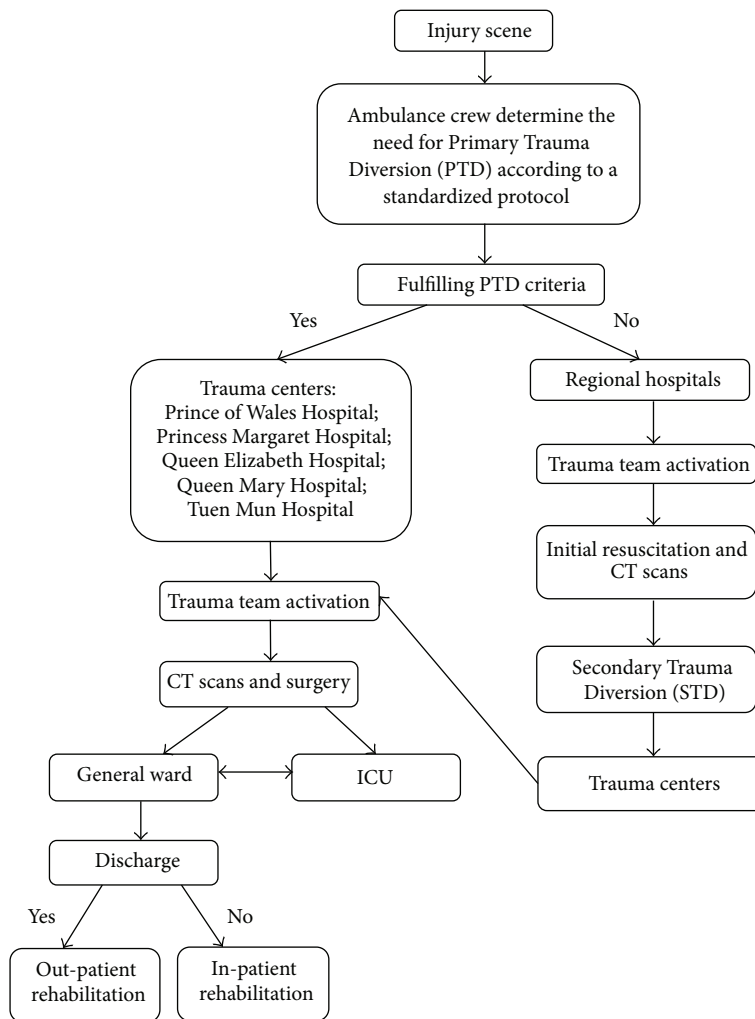 Injury scene
Ambulance crew determine the
need for Primary Trauma
Diversion (PTD) according to a
standardized protocol
Fulfilling PTD criteria
Yes
No
Trauma centers:
Prince of Wales Hospital;
Princess Margaret Hospital;
Queen Elizabeth Hospital;
Queen Mary Hospital;
Tuen Mun Hospital
Regional hospitals
Trauma team activation
Initial resuscitation and
CT scans
Secondary Trauma
Diversion (STD)
Trauma centers
Trauma team activation
CT scans and surgery
General ward
ICU
Discharge
Yes
No
Out-patient
rehabilitation
In-patient
rehabilitation